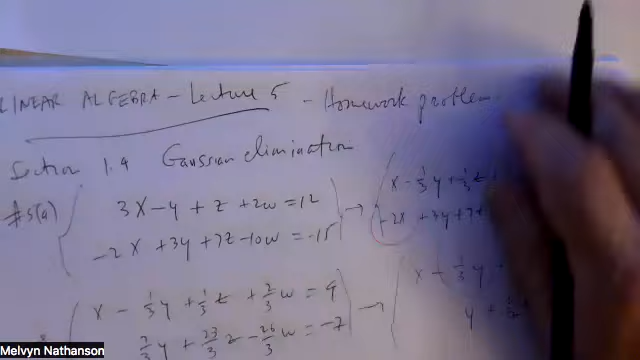 LINEAR ALGEBRA - Lecture 5 - Homework problems
Section 1.4 Gaussian elimination
#5(a) 3x - y + z + 2w = 12 → x - 1/3 y + 1/3 z
-2x + 3y + 7z - 10w = -15 -2x + 3y + 7z
x - 1/3 y + 1/3 z + 2/3 w = 4 → x - 1/3 y +
7/3 y + 23/3 z - 26/3 w = -7 y +
Melvyn Nathanson